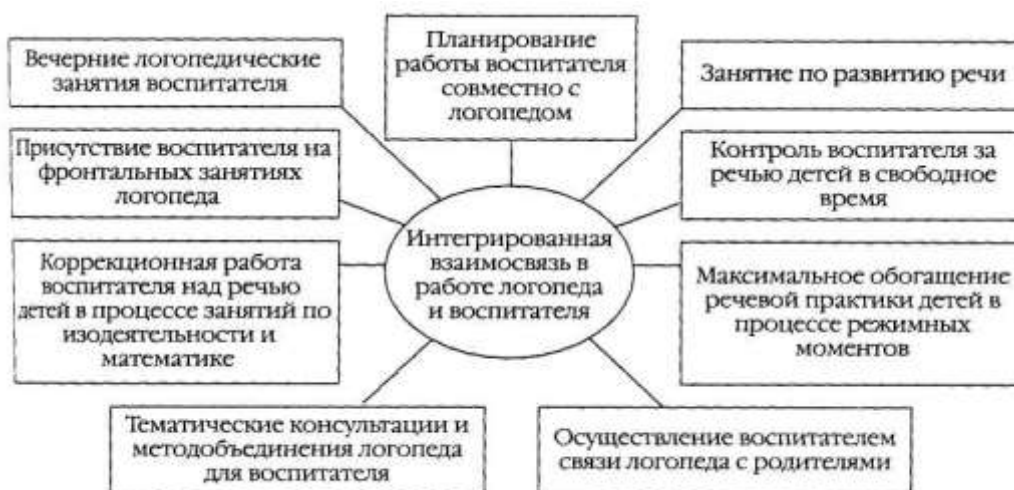 Вечерние логопедические
занятия воспитателя
Планирование
работы воспитателя
совместно с
логопедом
Занятие по развитию речи
Присутствие воспитателя на
фронтальных занятиях
логопеда
Контроль воспитателя за
речью детей в свободное
время
Интегрированная
взаимосвязь в
работе логопеда
и воспитателя
Коррекционная работа
воспитателя над речью
детей в процессе занятий по
изодеятельности и
математике
Максимальное обогащение
речевой практики детей в
процессе режимных
моментов
Тематические консультации и
методобъединения логопеда
для воспитателя
Осуществление воспитателем
связи логопеда с родителями